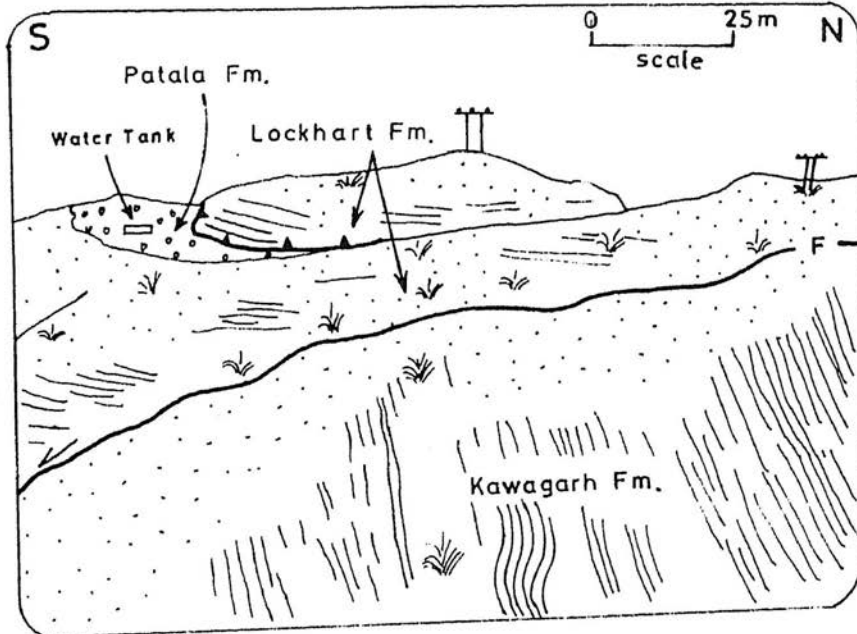 S
0 25m
N
scale
Patala Fm.
Water Tank
Lockhart Fm.
F
Kawagarh Fm.